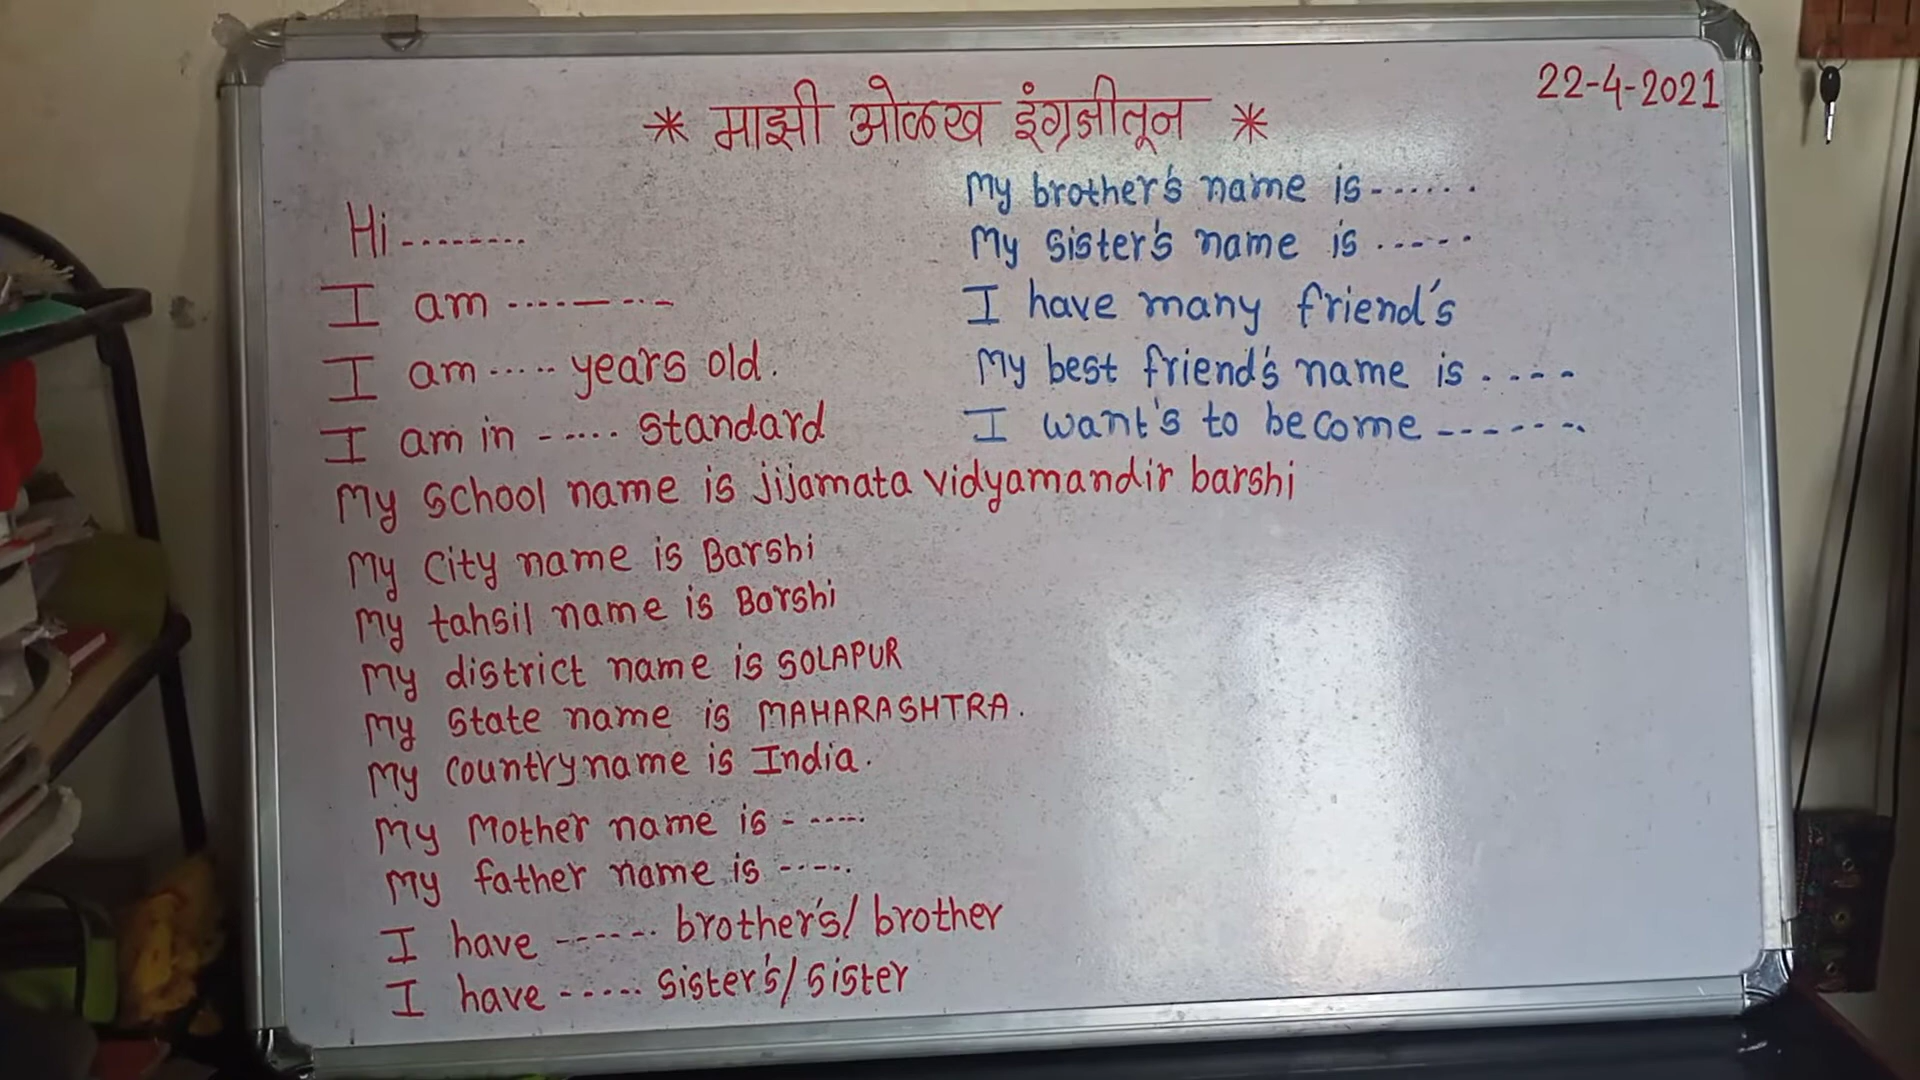 22-4-2021
* माझी ओळख इंग्रजीतून *
Hi --------
I am ---- — - - –
I am ----- years old.
I am in - ---- standard
My school name is jijamata vidyamandir barshi
My city name is Barshi
My tahsil name is Barshi
My district name is SOLAPUR
My state name is MAHARASHTRA.
My country name is India.
My Mother name is - -----
My father name is -----
I have ------- brother's/ brother
I have ----- sister's/ sister
My brother's name is------
My sister's name is -----
I have many friend's
My best friend's name is ----
I want's to become -------